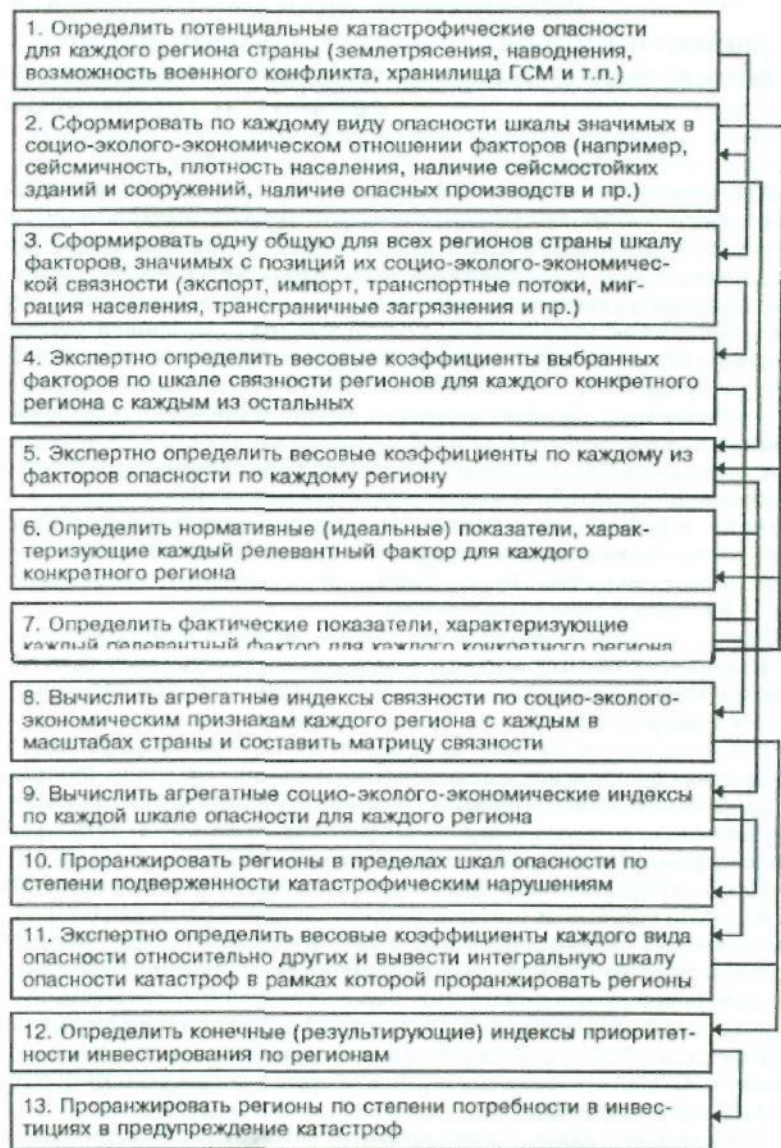 1. Определить потенциальные катастрофические опасности
для каждого региона страны (землетрясения, наводнения,
возможность военного конфликта, хранилища ГСМ и т.п.)
2. Сформировать по каждому виду опасности шкалы значимых в
социо-эколого-экономическом отношении факторов (например,
сейсмичность, плотность населения, наличие сейсмостойких
зданий и сооружений, наличие опасных производств и пр.)
3. Сформировать одну общую для всех регионов страны шкалу
факторов, значимых с позиций их социо-эколого-экономичес-
кой связности (экспорт, импорт, транспортные потоки, миг-
рация населения, трансграничные загрязнения и пр.)
4. Экспертно определить весовые коэффициенты выбранных
факторов по шкале связности регионов для каждого конкретного
региона с каждым из остальных
5. Экспертно определить весовые коэффициенты по каждому из
факторов опасности по каждому региону
6. Определить нормативные (идеальные) показатели, харак-
теризующие каждый релевантный фактор для каждого
конкретного региона
7. Определить фактические показатели, характеризующие
каждый релевантный фактор для каждого конкретного региона
8. Вычислить агрегатные индексы связности по социо-эколого-
экономическим признакам каждого региона с каждым в
масштабах страны и составить матрицу связности
9. Вычислить агрегатные социо-эколого-экономические индексы
по каждой шкале опасности для каждого региона
10. Проранжировать регионы в пределах шкал опасности по
степени подверженности катастрофическим нарушениям
11. Экспертно определить весовые коэффициенты каждого вида
опасности относительно других и вывести интегральную шкалу
опасности катастроф в рамках которой проранжировать регионы
12. Определить конечные (результирующие) индексы приоритет-
ности инвестирования по регионам
13. Проранжировать регионы по степени потребности в инвес-
тициях в предупреждение катастроф